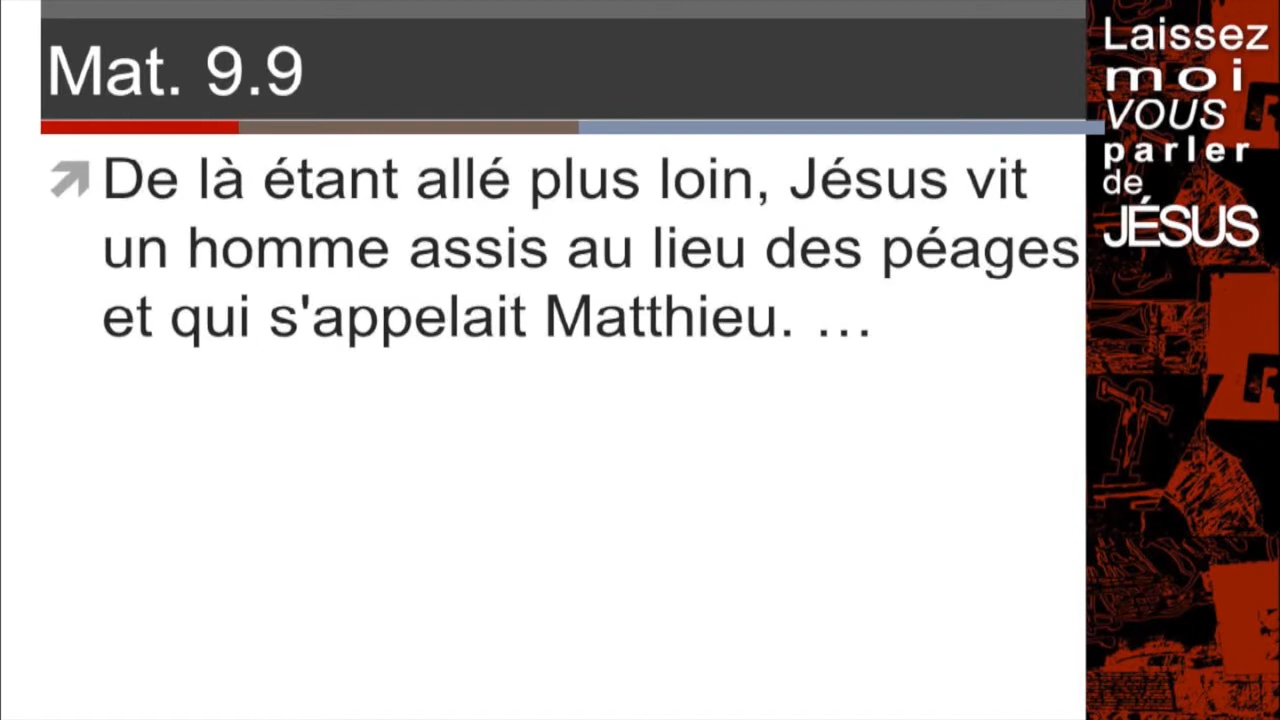 Mat. 9.9
De là étant allé plus loin, Jésus vit
un homme assis au lieu des péages
et qui s'appelait Matthieu. …
Laissez
moi
VOUS
parler
de
JÉSUS